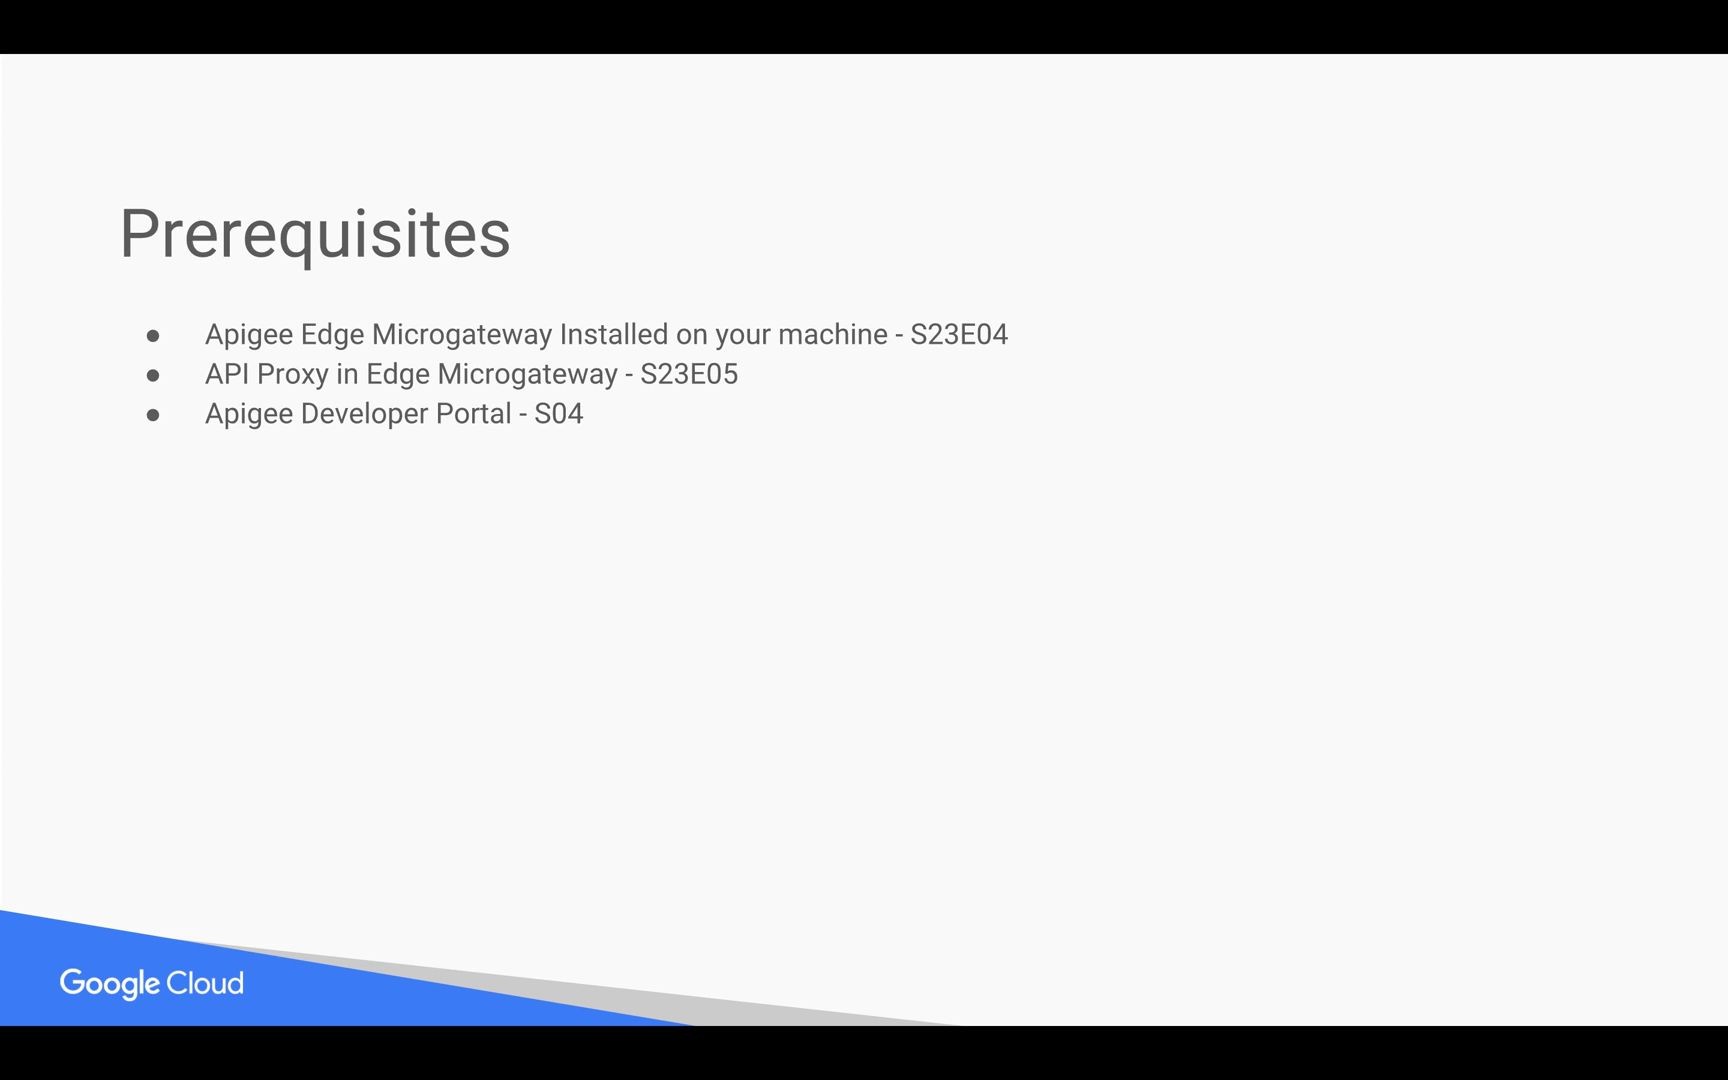 Prerequisites
● Apigee Edge Microgateway Installed on your machine - S23E04
● API Proxy in Edge Microgateway - S23E05
● Apigee Developer Portal - S04
Google Cloud